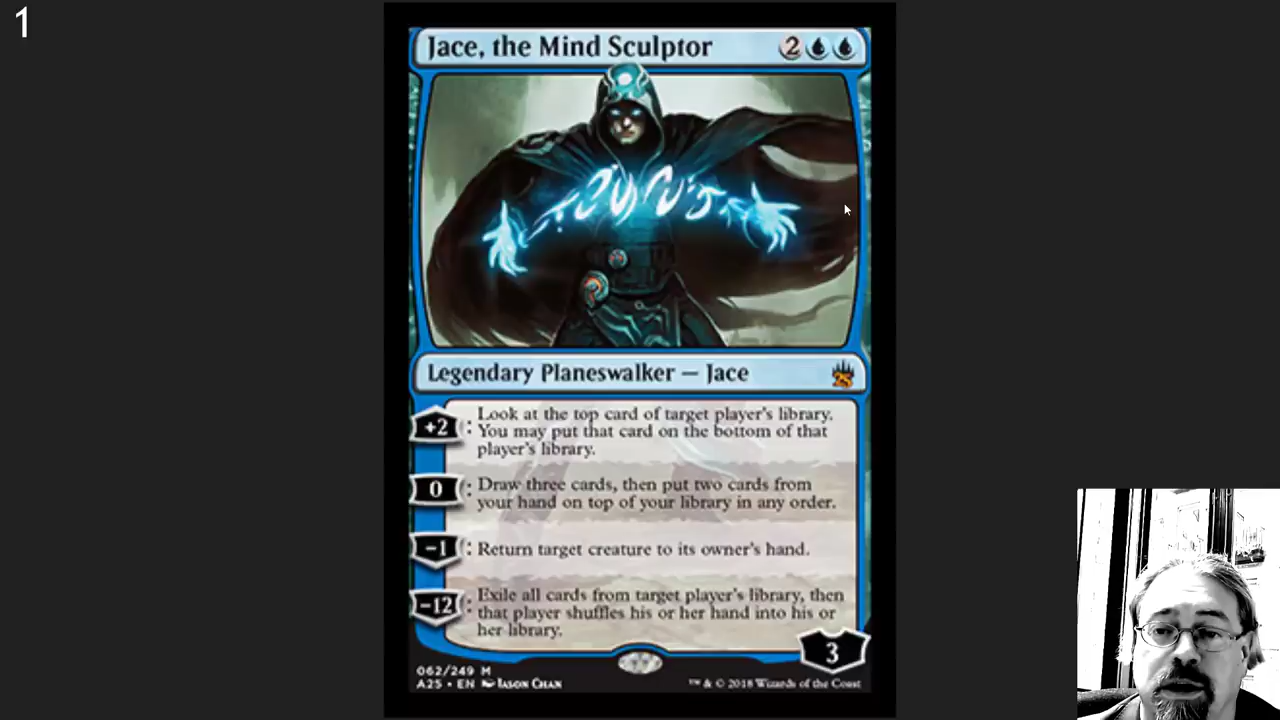 1
Jace, the Mind Sculptor 2
Legendary Planeswalker — Jace
25
+2: Look at the top card of target player's library.
You may put that card on the bottom of that
player's library.
0: Draw three cards, then put two cards from
your hand on top of your library in any order.
-1: Return target creature to its owner's hand.
-12: Exile all cards from target player's library, then
that player shuffles his or her hand into his or
her library.
3
062/249 M
A25 • EN Jason Chan
™ & © 2018 Wizards of the Coast